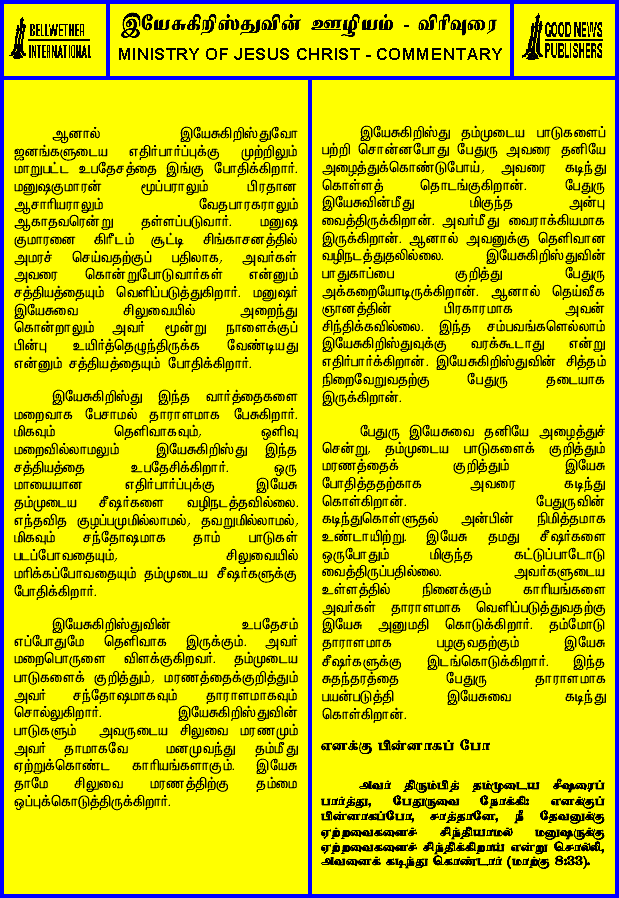 BELLWETHER
INTERNATIONAL
இயேசுகிறிஸ்துவின் ஊழியம் - விரிவுரை
MINISTRY OF JESUS CHRIST - COMMENTARY
GOOD NEWS
PUBLISHERS
ஆனால் இயேசுகிறிஸ்துவோ
ஜனங்களுடைய எதிர்பார்ப்புக்கு முற்றிலும்
மாறுபட்ட உபதேசத்தை இங்கு போதிக்கிறார்.
மனுஷகுமாரன் மூப்பராலும் பிரதான
ஆசாரியராலும் வேதபாரகராலும்
ஆகாதவரென்று தள்ளப்படுவார். மனுஷ
குமாரனை கிரீடம் சூட்டி சிங்காசனத்தில்
அமரச் செய்வதற்குப் பதிலாக, அவர்கள்
அவரை கொன்றுபோடுவார்கள் என்னும்
சத்தியத்தையும் வெளிப்படுத்துகிறார். மனுஷர்
இயேசுவை சிலுவையில் அறைந்து
கொன்றாலும் அவர் மூன்று நாளைக்குப்
பின்பு உயிர்த்தெழுந்திருக்க வேண்டியது
என்னும் சத்தியத்தையும் போதிக்கிறார்.
இயேசுகிறிஸ்து இந்த வார்த்தைகளை
மறைவாக பேசாமல் தாராளமாக பேசுகிறார்.
மிகவும் தெளிவாகவும், ஒளிவு
மறைவில்லாமலும் இயேசுகிறிஸ்து இந்த
சத்தியத்தை உபதேசிக்கிறார். ஒரு
மாயையான எதிர்பார்ப்புக்கு இயேசு
தம்முடைய சீஷர்களை வழிநடத்தவில்லை.
எந்தவித குழப்பமுமில்லாமல், தவறுமில்லாமல்,
மிகவும் சந்தோஷமாக தாம் பாடுகள்
படப்போவதையும், சிலுவையில்
மரிக்கப்போவதையும் தம்முடைய சீஷர்களுக்கு
போதிக்கிறார்.
இயேசுகிறிஸ்துவின் உபதேசம்
எப்போதுமே தெளிவாக இருக்கும். அவர்
மறைபொருளை விளக்குகிறவர். தம்முடைய
பாடுகளைக் குறித்தும், மரணத்தைக்குறித்தும்
அவர் சந்தோஷமாகவும் தாராளமாகவும்
சொல்லுகிறார். இயேசுகிறிஸ்துவின்
பாடுகளும் அவருடைய சிலுவை மரணமும்
அவர் தாமாகவே மனமுவந்து தம்மீது
ஏற்றுக்கொண்ட காரியங்களாகும். இயேசு
தாமே சிலுவை மரணத்திற்கு தம்மை
ஒப்புக்கொடுத்திருக்கிறார்.
இயேசுகிறிஸ்து தம்முடைய பாடுகளைப்
பற்றி சொன்னபோது பேதுரு அவரை தனியே
அழைத்துக்கொண்டுபோய், அவரை கடிந்து
கொள்ளத் தொடங்குகிறான். பேதுரு
இயேசுவின்மீது மிகுந்த அன்பு
வைத்திருக்கிறான். அவர்மீது வைராக்கியமாக
இருக்கிறான். ஆனால் அவனுக்கு தெளிவான
வழிநடத்துதலில்லை. இயேசுகிறிஸ்துவின்
பாதுகாப்பை குறித்து பேதுரு
அக்கறையோடிருக்கிறான். ஆனால் தெய்வீக
ஞானத்தின் பிரகாரமாக அவன்
சிந்திக்கவில்லை. இந்த சம்பவங்களெல்லாம்
இயேசுகிறிஸ்துவுக்கு வரக்கூடாது என்று
எதிர்பார்க்கிறான். இயேசுகிறிஸ்துவின் சித்தம்
நிறைவேறுவதற்கு பேதுரு தடையாக
இருக்கிறான்.
பேதுரு இயேசுவை தனியே அழைத்துச்
சென்று, தம்முடைய பாடுகளைக் குறித்தும்
மரணத்தைக் குறித்தும் இயேசு
போதித்ததற்காக அவரை கடிந்து
கொள்கிறான். பேதுருவின்
கடிந்துகொள்ளுதல் அன்பின் நிமித்தமாக
உண்டாயிற்று. இயேசு தமது சீஷர்களை
ஒருபோதும் மிகுந்த கட்டுப்பாடோடு
வைத்திருப்பதில்லை. அவர்களுடைய
உள்ளத்தில் நினைக்கும் காரியங்களை
அவர்கள் தாராளமாக வெளிப்படுத்துவதற்கு
இயேசு அனுமதி கொடுக்கிறார். தம்மோடு
தாராளமாக பழகுவதற்கும் இயேசு
சீஷர்களுக்கு இடங்கொடுக்கிறார். இந்த
சுதந்தரத்தை பேதுரு தாராளமாக
பயன்படுத்தி இயேசுவை கடிந்து
கொள்கிறான்.
எனக்கு பின்னாகப் போ
அவர் திரும்பித் தம்முடைய சீஷரைப்
பார்த்து, பேதுருவை நோக்கி: எனக்குப்
பின்னாகப்போ, சாத்தானே, நீ தேவனுக்கு
ஏற்றவைகளைச் சிந்தியாமல் மனுஷருக்கு
ஏற்றவைகளைச் சிந்திக்கிறாய் என்று சொல்லி,
அவனைக் கடிந்து கொண்டார் (மாற்கு 8:33).